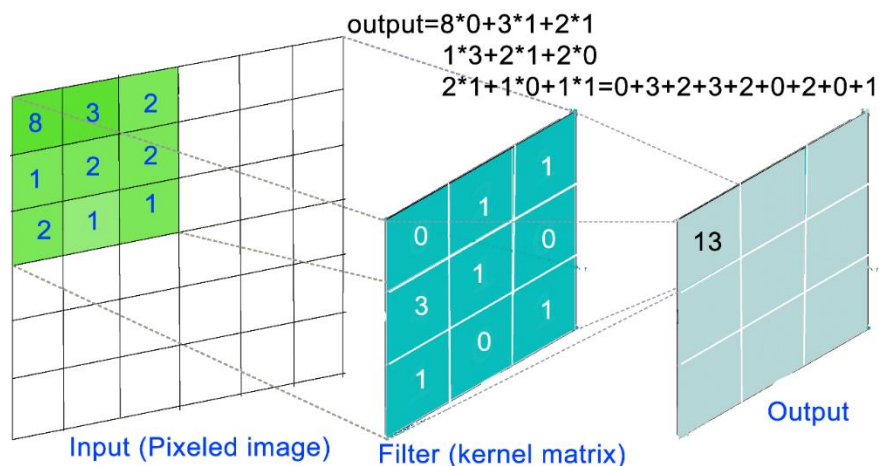 output=8*0+3*1+2*1
1*3+2*1+2*0
2*1+1*0+1*1=0+3+2+3+2+0+2+0+1
8 3 2
1 2 2
2 1 1
0 1 1
3 1 0
1 0 1
13
Input (Pixeled image)
Filter (kernel matrix)
Output